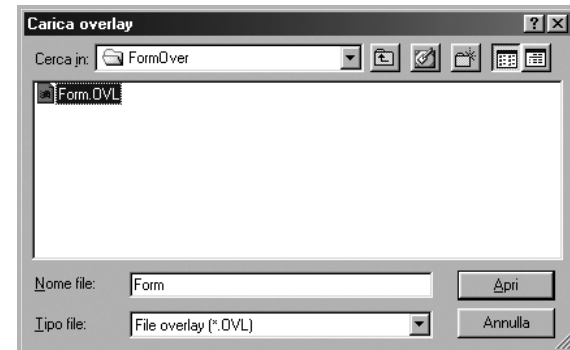 Carica overlay
Cerca in: FormOver
Form.OVL
Nome file: Form Apri
Tipo file: File overlay (*.OVL) Annulla